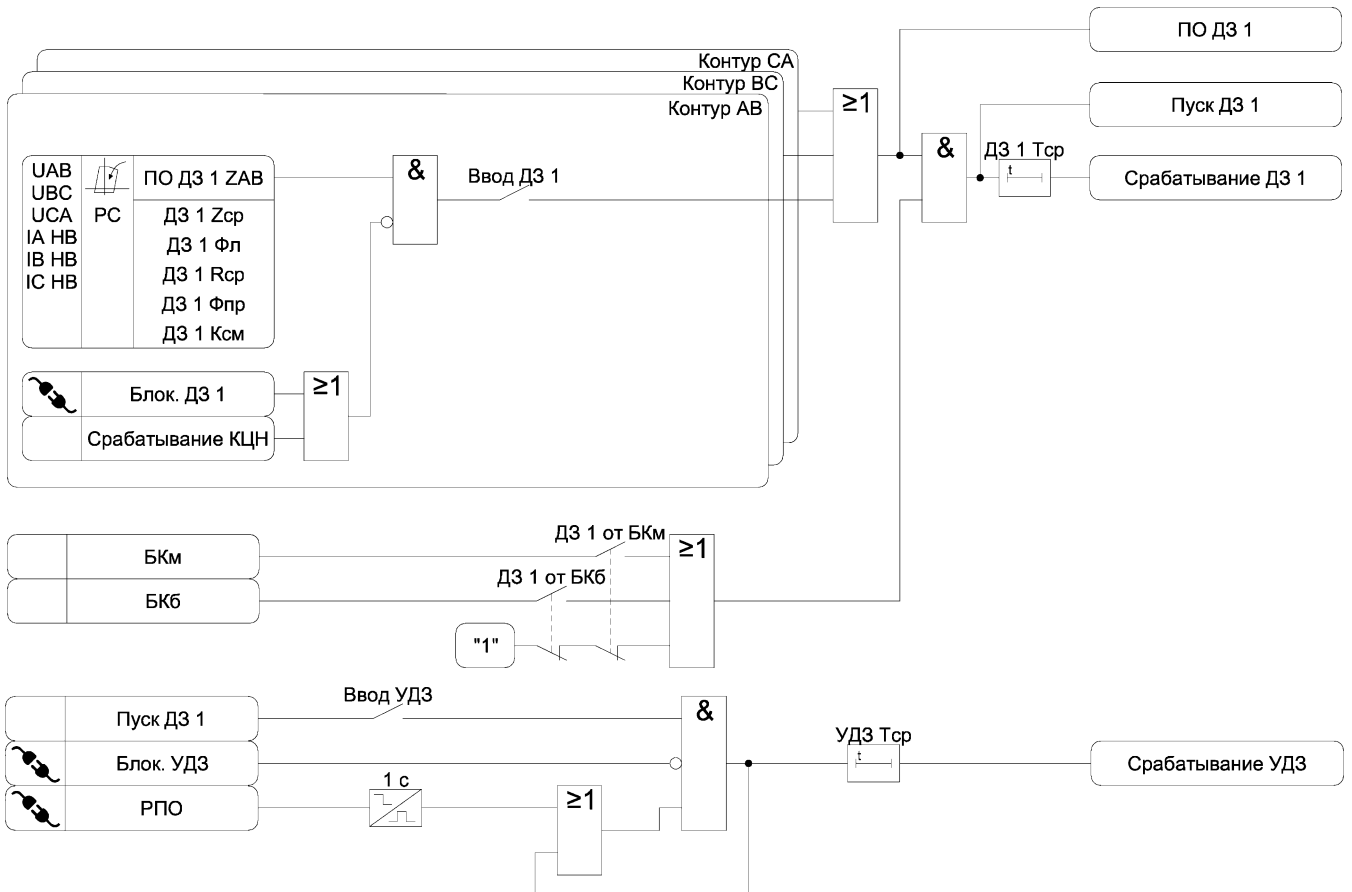 ПО ДЗ 1
Контур СА
Контур ВС
Контур АВ
≥1
Пуск ДЗ 1
&
ДЗ 1 Тср
t
Срабатывание ДЗ 1
UAB
UBC
UCA
IA НВ
IB НВ
IC НВ
РС
ПО ДЗ 1 ZAB
ДЗ 1 Zср
ДЗ 1 Фл
ДЗ 1 Rср
ДЗ 1 Фпр
ДЗ 1 Ксм
&
Ввод ДЗ 1
Блок. ДЗ 1
Срабатывание КЦН
≥1
БКм
БКб
ДЗ 1 от БКм
ДЗ 1 от БКб
"1"
≥1
Пуск ДЗ 1
Блок. УДЗ
РПО
Ввод УДЗ
1 с
≥1
&
УДЗ Тср
t
Срабатывание УДЗ